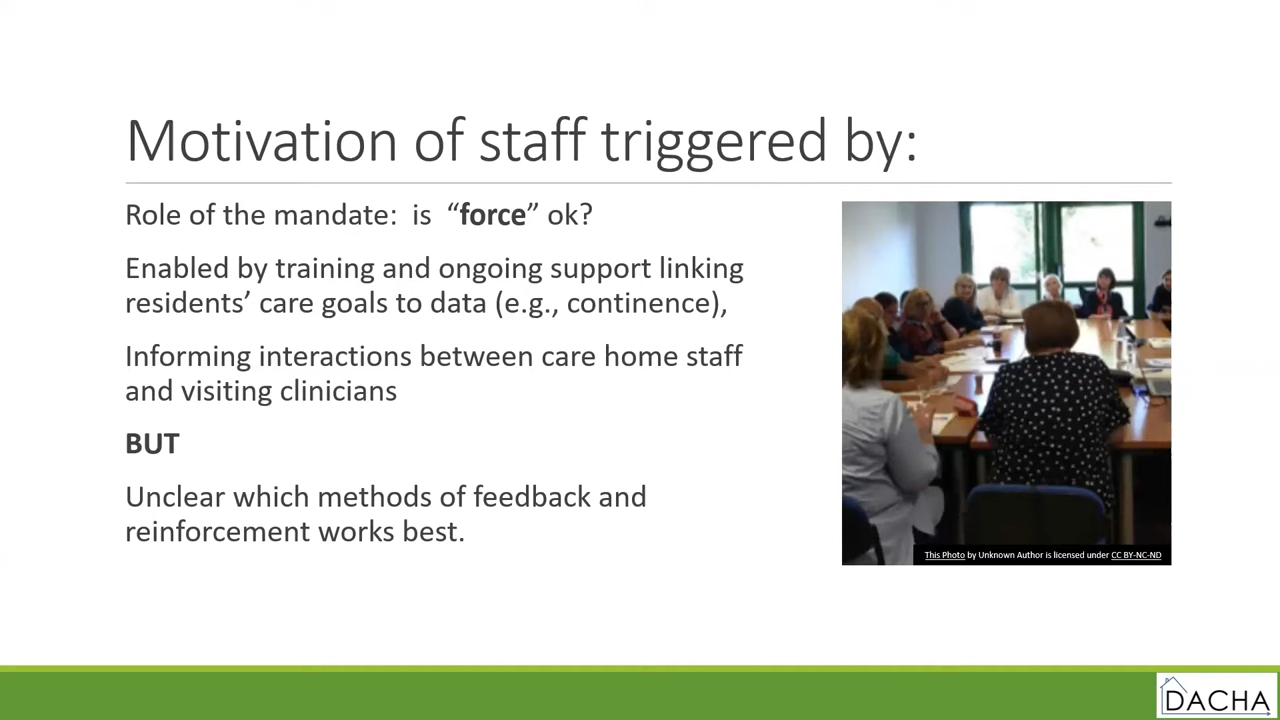 Motivation of staff triggered by:
Role of the mandate:  is  “force” ok?
Enabled by training and ongoing support linking
residents’ care goals to data (e.g., continence),
Informing interactions between care home staff
and visiting clinicians
BUT
Unclear which methods of feedback and
reinforcement works best.
This Photo by Unknown Author is licensed under CC BY-NC-ND
DACHA